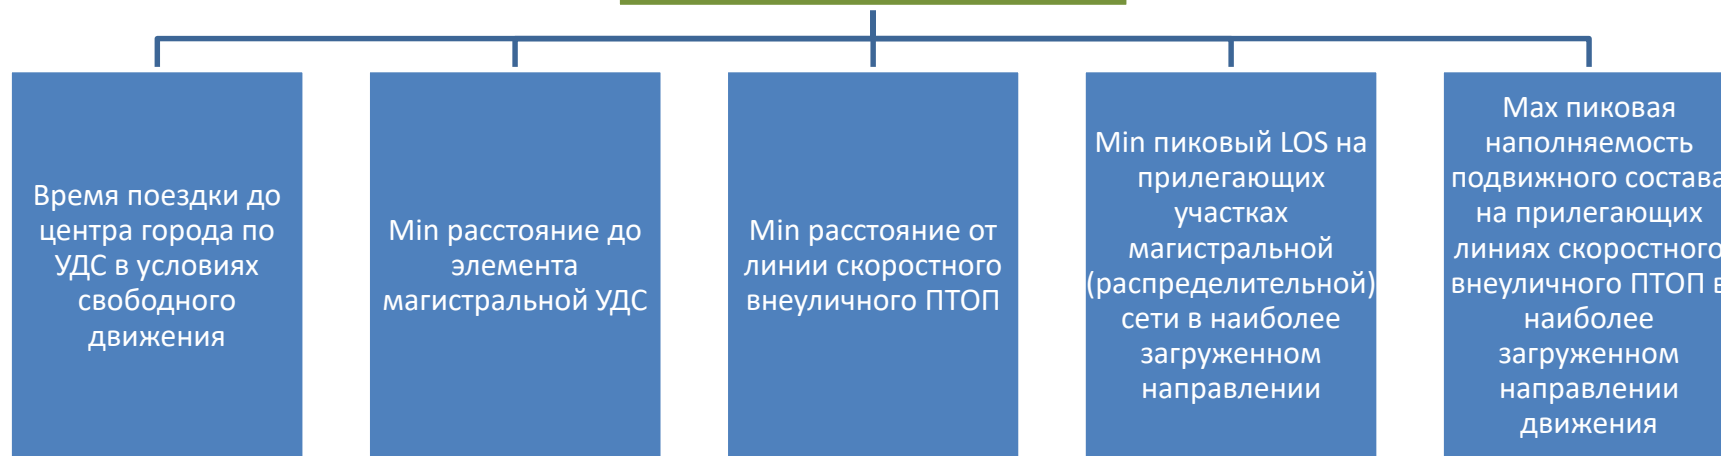 Время поездки до
центра города по
УДС в условиях
свободного
движения
Min расстояние до
элемента
магистральной УДС
Min расстояние от
линии скоростного
внеуличного ПТОП
Min пиковый LOS на
прилегающих
участках
магистральной
(распределительной)
сети в наиболее
загруженном
направлении
Max пиковая
наполняемость
подвижного состава
на прилегающих
линиях скоростного
внеуличного ПТОП в
наиболее
загруженном
направлении
движения